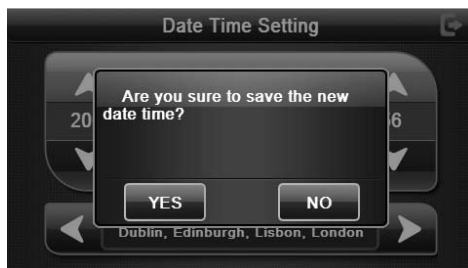 Date Time Setting
Are you sure to save the new
date time?
20
6
YES NO
Dublin, Edinburgh, Lisbon, London